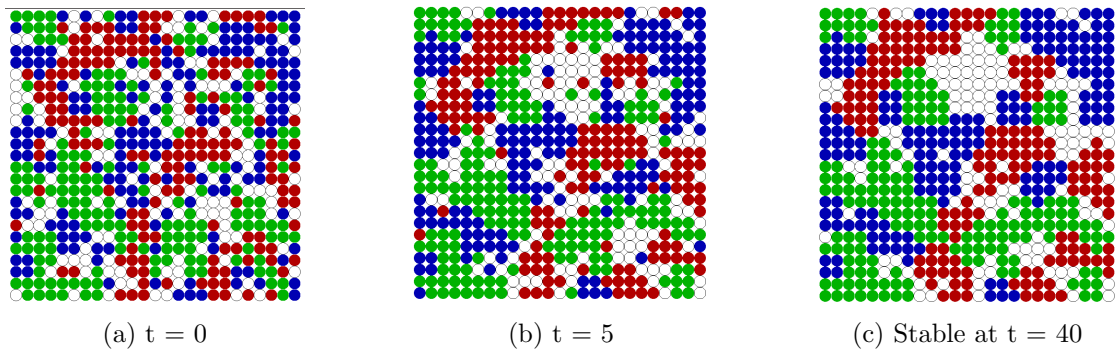 (a) t = 0
(b) t = 5
(c) Stable at t = 40